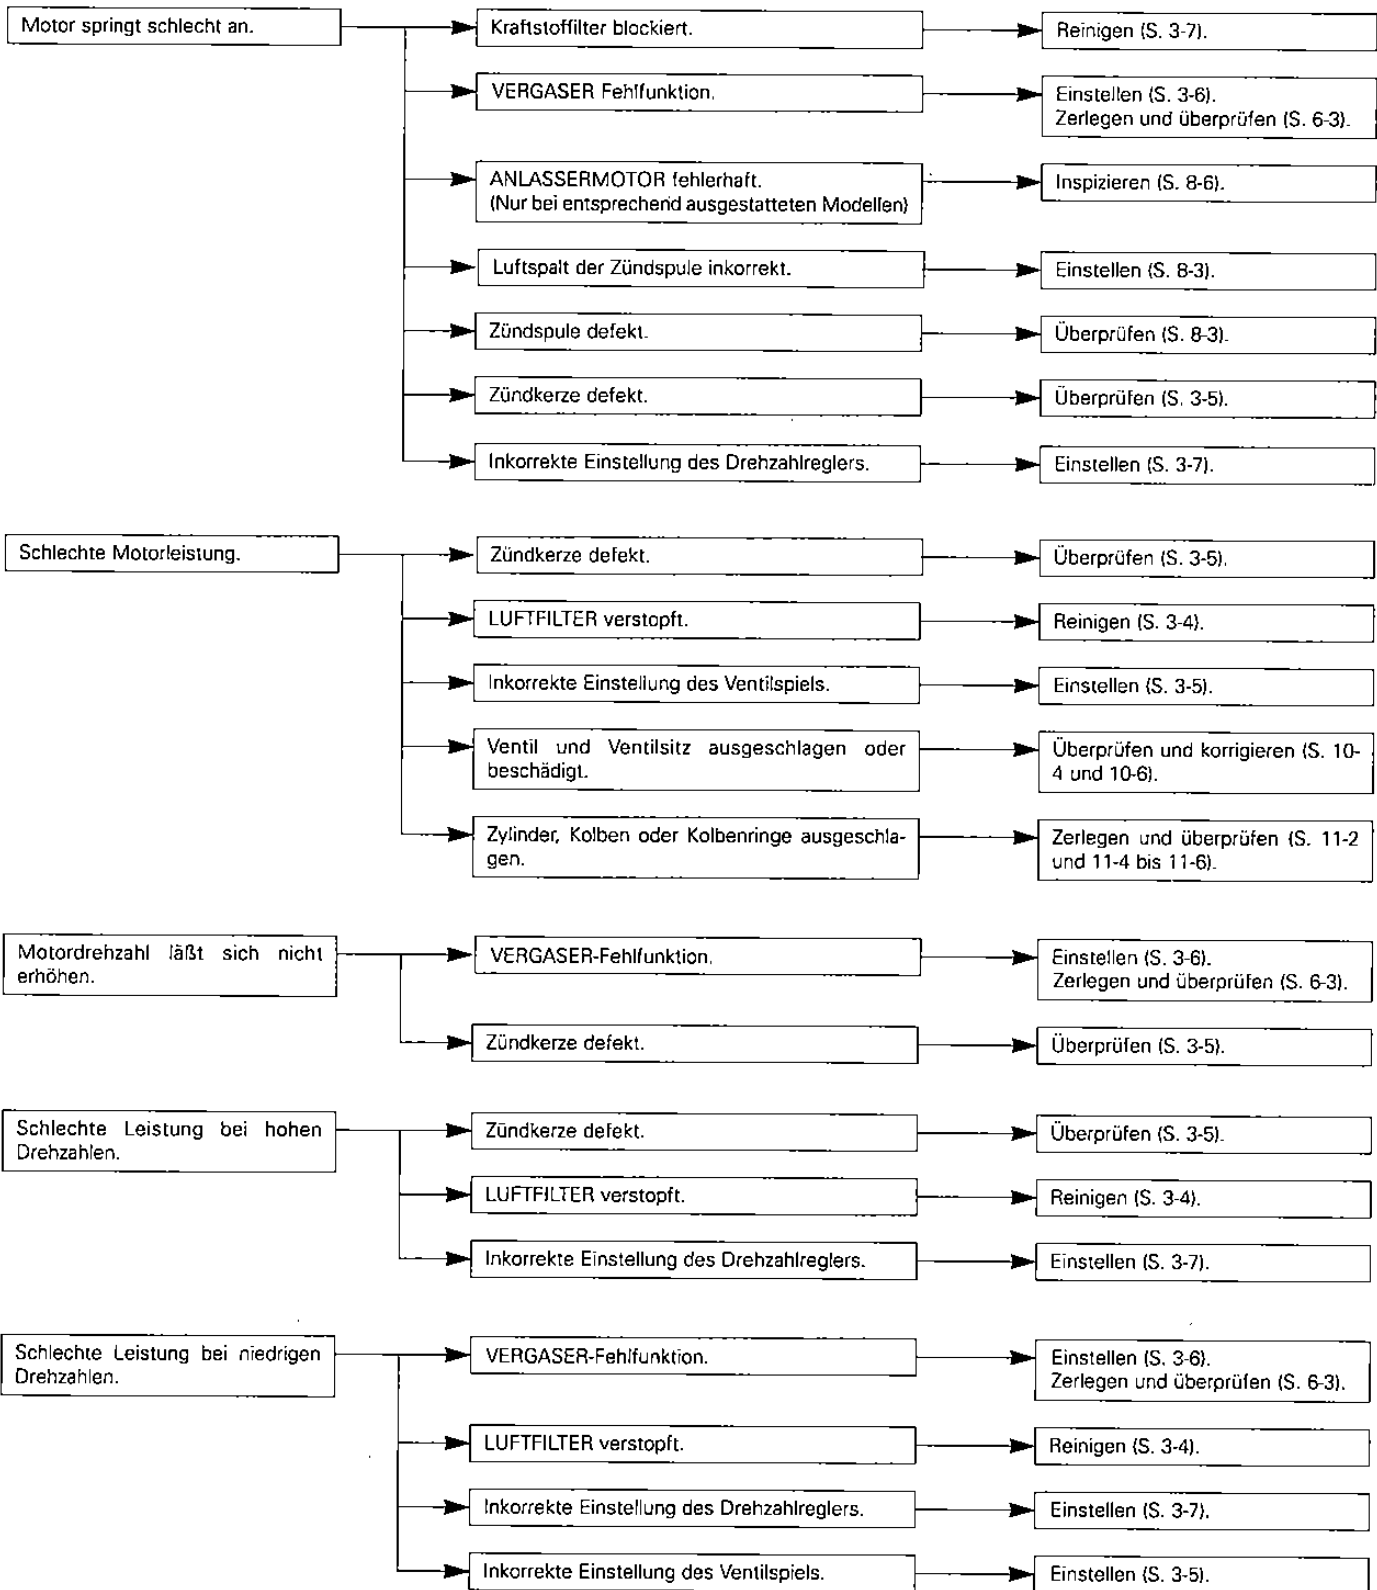 Motor springt schlecht an.
Kraftstoffilter blockiert.
Reinigen (S. 3-7).
VERGASER Fehlfunktion.
Einstellen (S. 3-6).
Zerlegen und überprüfen (S. 6-3).
ANLASSERMOTOR fehlerhaft.
(Nur bei entsprechend ausgestatteten Modellen)
Inspizieren (S. 8-6).
Luftspalt der Zündspule inkorrekt.
Einstellen (S. 8-3).
Zündspule defekt.
Überprüfen (S. 8-3).
Zündkerze defekt.
Überprüfen (S. 3-5).
Inkorrekte Einstellung des Drehzahlreglers.
Einstellen (S. 3-7).
Schlechte Motorleistung.
Zündkerze defekt.
Überprüfen (S. 3-5).
LUFTFILTER verstopft.
Reinigen (S. 3-4).
Inkorrekte Einstellung des Ventilspiels.
Einstellen (S. 3-5).
Ventil und Ventilsitz ausgeschlagen oder
beschädigt.
Überprüfen und korrigieren (S. 10-
4 und 10-6).
Zylinder, Kolben oder Kolbenringe ausgeschla-
gen.
Zerlegen und überprüfen (S. 11-2
und 11-4 bis 11-6).
Motordrehzahl läßt sich nicht
erhöhen.
VERGASER-Fehlfunktion.
Einstellen (S. 3-6).
Zerlegen und überprüfen (S. 6-3).
Zündkerze defekt.
Überprüfen (S. 3-5).
Schlechte Leistung bei hohen
Drehzahlen.
Zündkerze defekt.
Überprüfen (S. 3-5).
LUFTFILTER verstopft.
Reinigen (S. 3-4).
Inkorrekte Einstellung des Drehzahlreglers.
Einstellen (S. 3-7).
Schlechte Leistung bei niedrigen
Drehzahlen.
VERGASER-Fehlfunktion.
Einstellen (S. 3-6).
Zerlegen und überprüfen (S. 6-3).
LUFTFILTER verstopft.
Reinigen (S. 3-4).
Inkorrekte Einstellung des Drehzahlreglers.
Einstellen (S. 3-7).
Inkorrekte Einstellung des Ventilspiels.
Einstellen (S. 3-5).